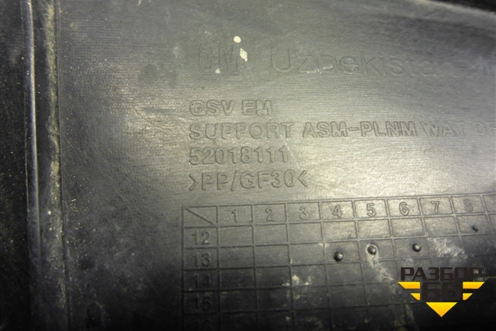 GM Uzbekistan
GSV EM
SUPPORT ASM-PLNM WAT
52018111
>PP/GF30<
1 2 3 4 5 6 7 8
12
13
14
15
РАЗБОР